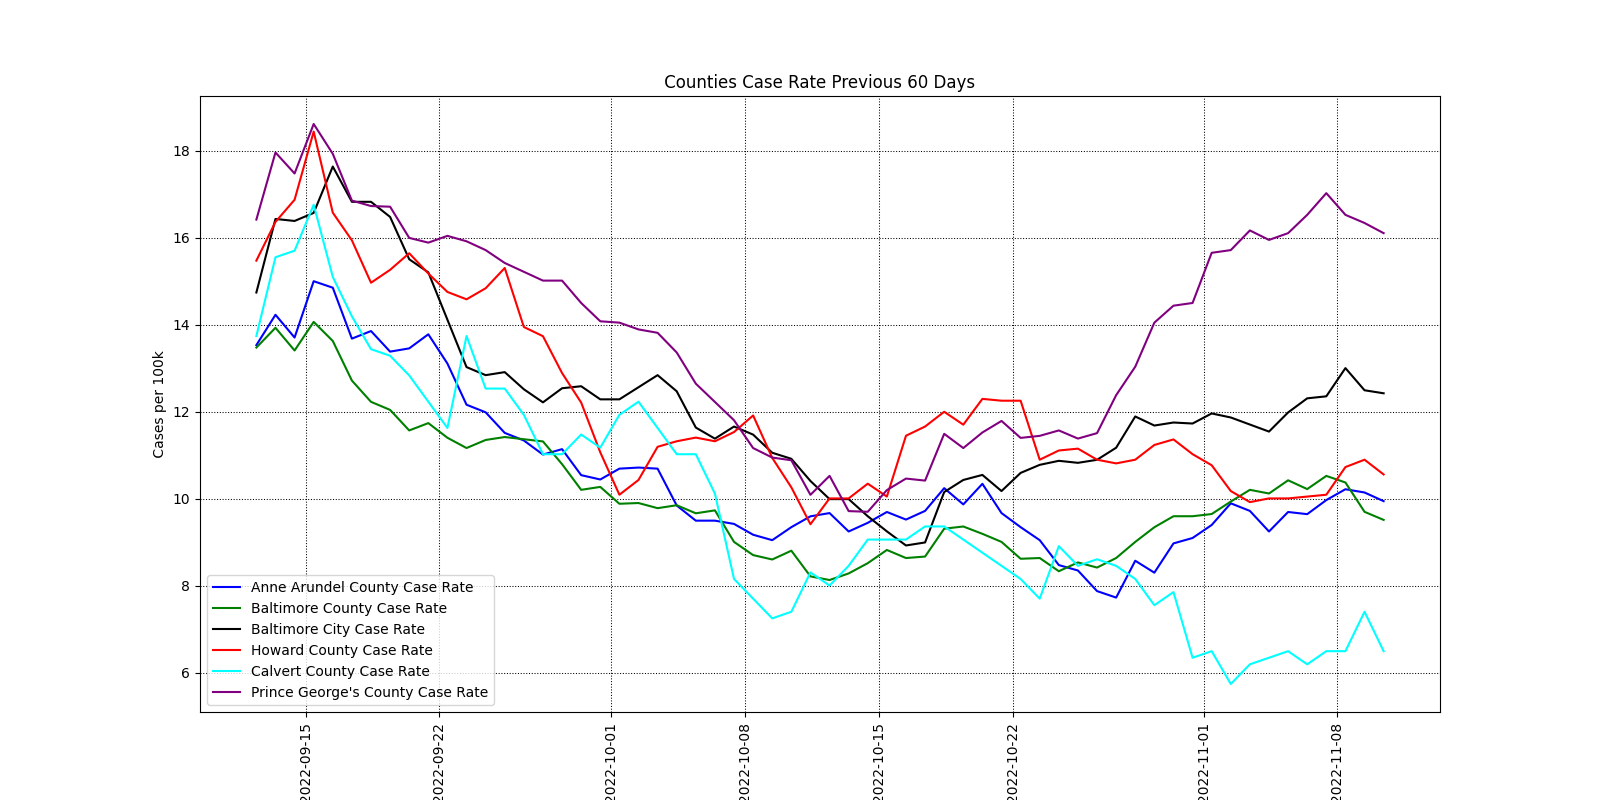 Counties Case Rate Previous 60 Days
Cases per 100k
18
16
14
12
10
8
6
Anne Arundel County Case Rate
Baltimore County Case Rate
Baltimore City Case Rate
Howard County Case Rate
Calvert County Case Rate
Prince George's County Case Rate
2022-09-15
2022-09-22
2022-10-01
2022-10-08
2022-10-15
2022-10-22
2022-11-01
2022-11-08